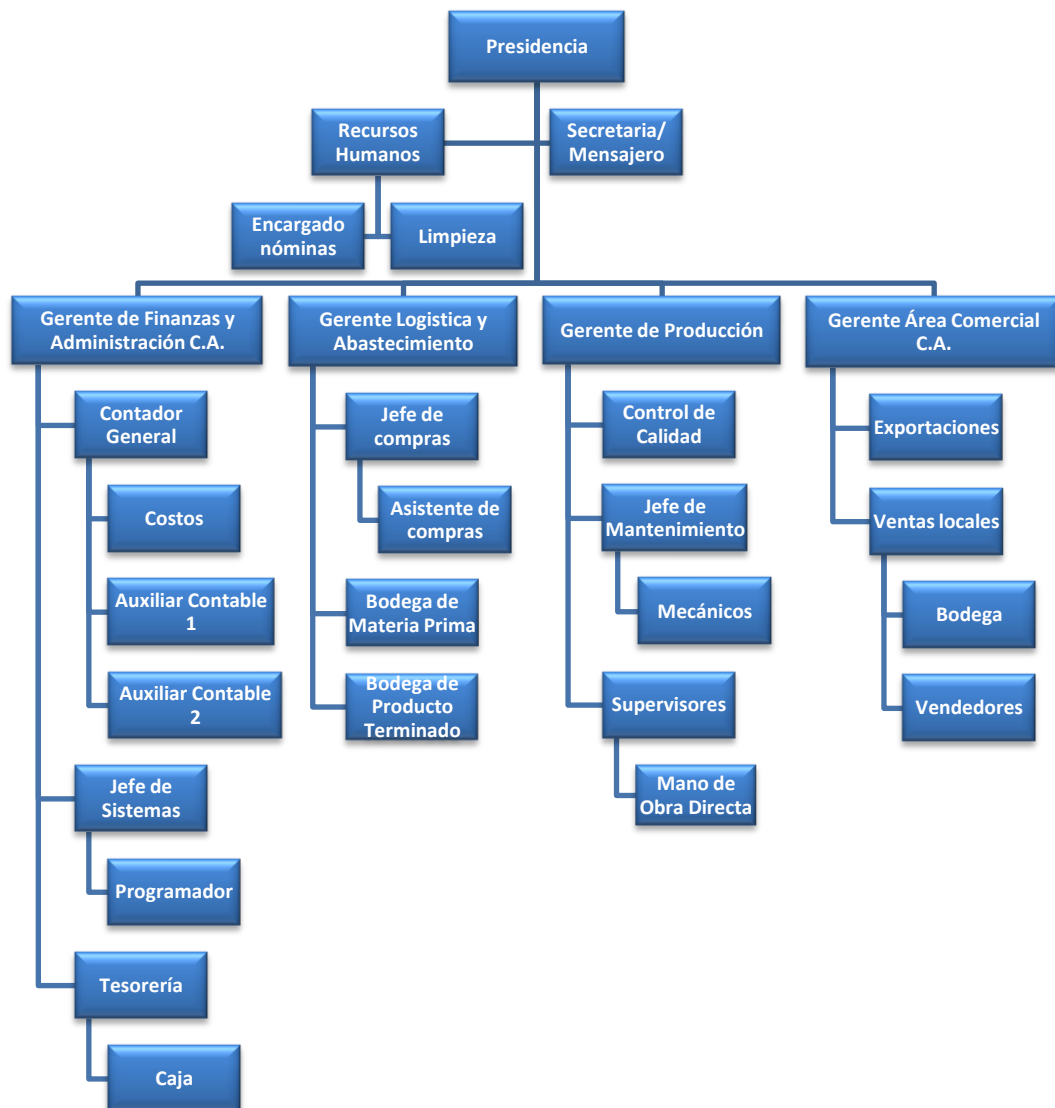 Presidencia
Recursos
Humanos
Secretaria/
Mensajero
Encargado
nóminas
Limpieza
Gerente de Finanzas y
Administración C.A.
Gerente Logistica y
Abastecimiento
Gerente de Producción
Gerente Área Comercial
C.A.
Contador
General
Costos
Auxiliar Contable
1
Auxiliar Contable
2
Jefe de
Sistemas
Programador
Tesorería
Caja
Jefe de
compras
Asistente de
compras
Bodega de
Materia Prima
Bodega de
Producto
Terminado
Control de
Calidad
Jefe de
Mantenimiento
Mecánicos
Supervisores
Mano de
Obra Directa
Exportaciones
Ventas locales
Bodega
Vendedores